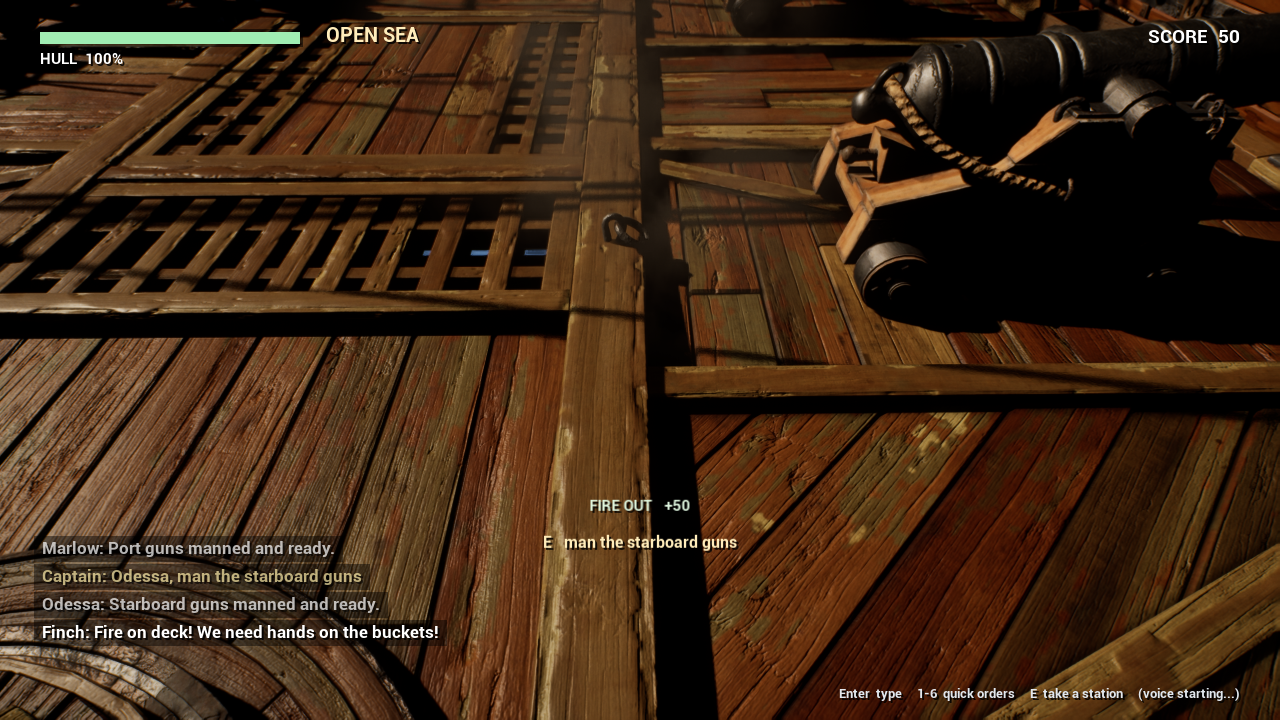 OPEN SEA
SCORE 50
HULL 100%
FIRE OUT +50
E man the starboard guns
Marlow: Port guns manned and ready.
Captain: Odessa, man the starboard guns
Odessa: Starboard guns manned and ready.
Finch: Fire on deck! We need hands on the buckets!
Enter type 1-6 quick orders E take a station (voice starting...)